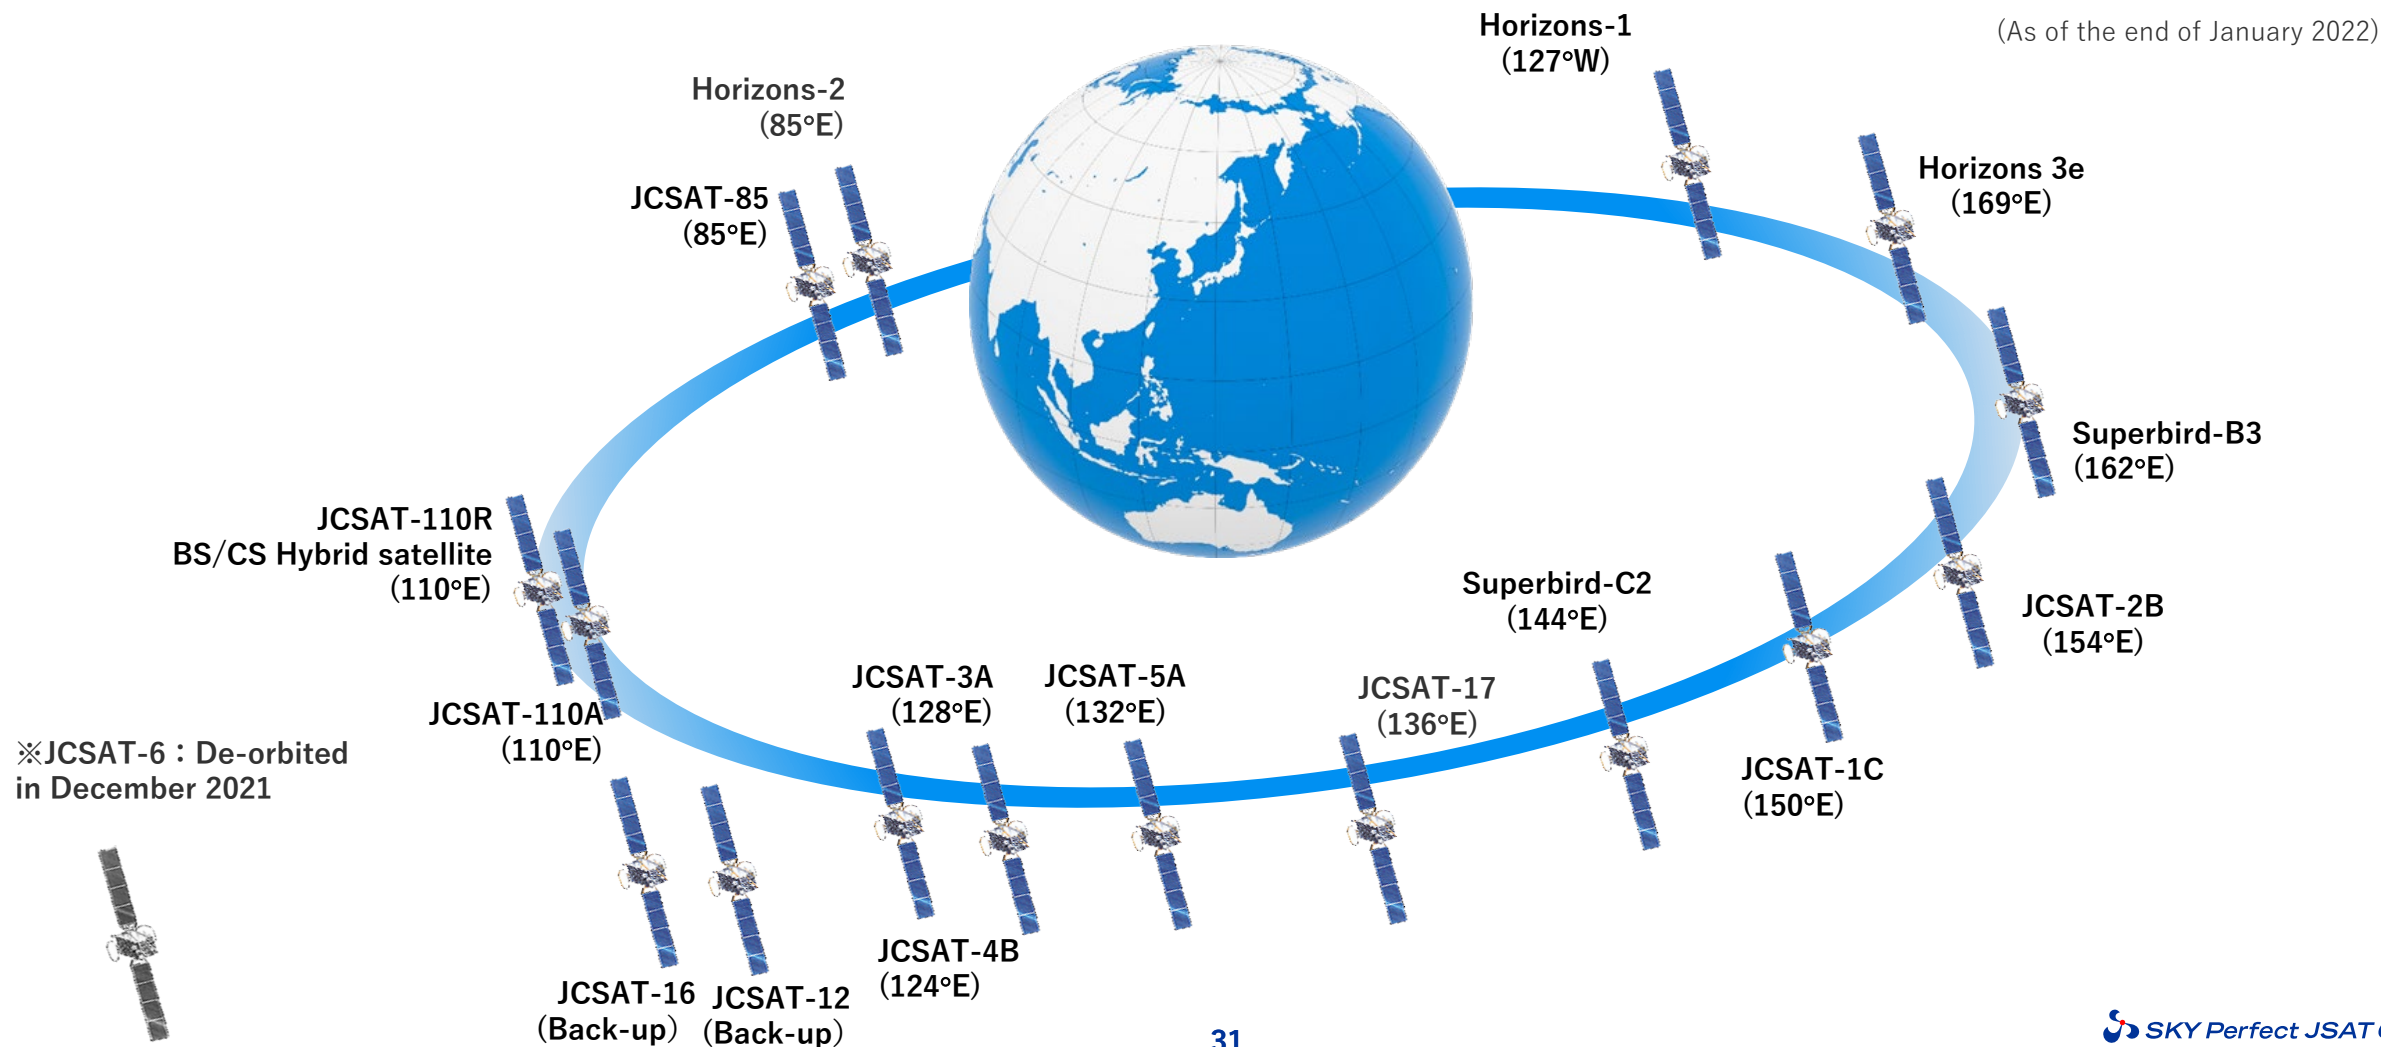 Horizons-1
(127°W)
(As of the end of January 2022)
Horizons-2
(85°E)
JCSAT-85
(85°E)
Horizons 3e
(169°E)
Superbird-B3
(162°E)
JCSAT-110R
BS/CS Hybrid satellite
(110°E)
Superbird-C2
(144°E)
JCSAT-2B
(154°E)
JCSAT-3A
(128°E)
JCSAT-5A
(132°E)
JCSAT-17
(136°E)
JCSAT-110A
(110°E)
※JCSAT-6：De-orbited
in December 2021
JCSAT-1C
(150°E)
JCSAT-4B
(124°E)
JCSAT-16
(Back-up)
JCSAT-12
(Back-up)
31
SKY Perfect JSAT